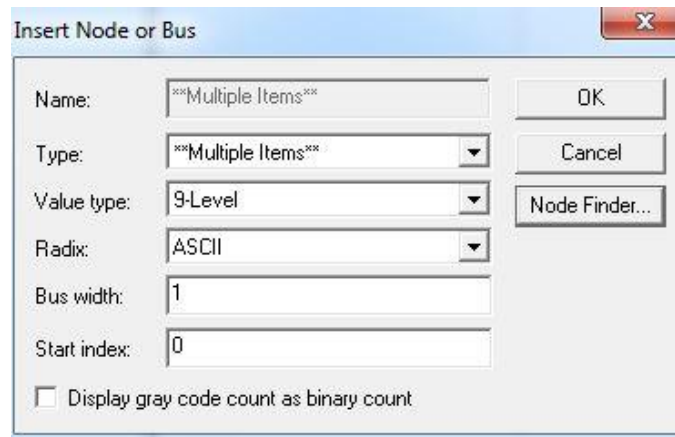 Insert Node or Bus
Name: **Multiple Items** OK
Type: **Multiple Items** Cancel
Value type: 9-Level Node Finder...
Radix: ASCII
Bus width: 1
Start index: 0
Display gray code count as binary count